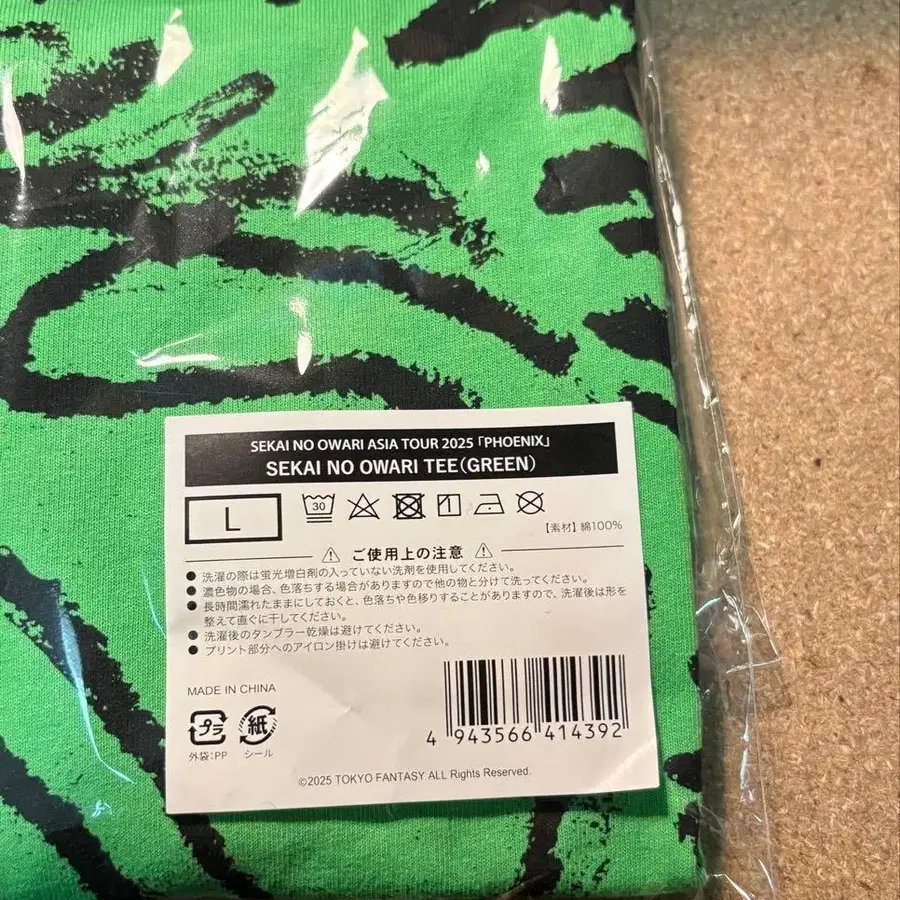 SEKAI NO OWARI ASIA TOUR 2025「PHOENIX」
SEKAI NO OWARI TEE(GREEN)
L
30
【素材】綿100%
ご使用上の注意
● 洗濯の際は蛍光増白剤の入っていない洗剤を使用してください。
● 濃色物の場合、色落ちする場合がありますので他の物と分けて洗ってください。
● 長時間濡れたままにしておくと、色落ちや色移りすることがありますので、洗濯後は形を
整えて直ぐに干してください。
● 洗濯後のタンブラー乾燥は避けてください。
● プリント部分へのアイロン掛けは避けてください。
MADE IN CHINA
プラ
紙
外袋:PP
シール
4 943566 414392
©2025 TOKYO FANTASY ALL Rights Reserved.